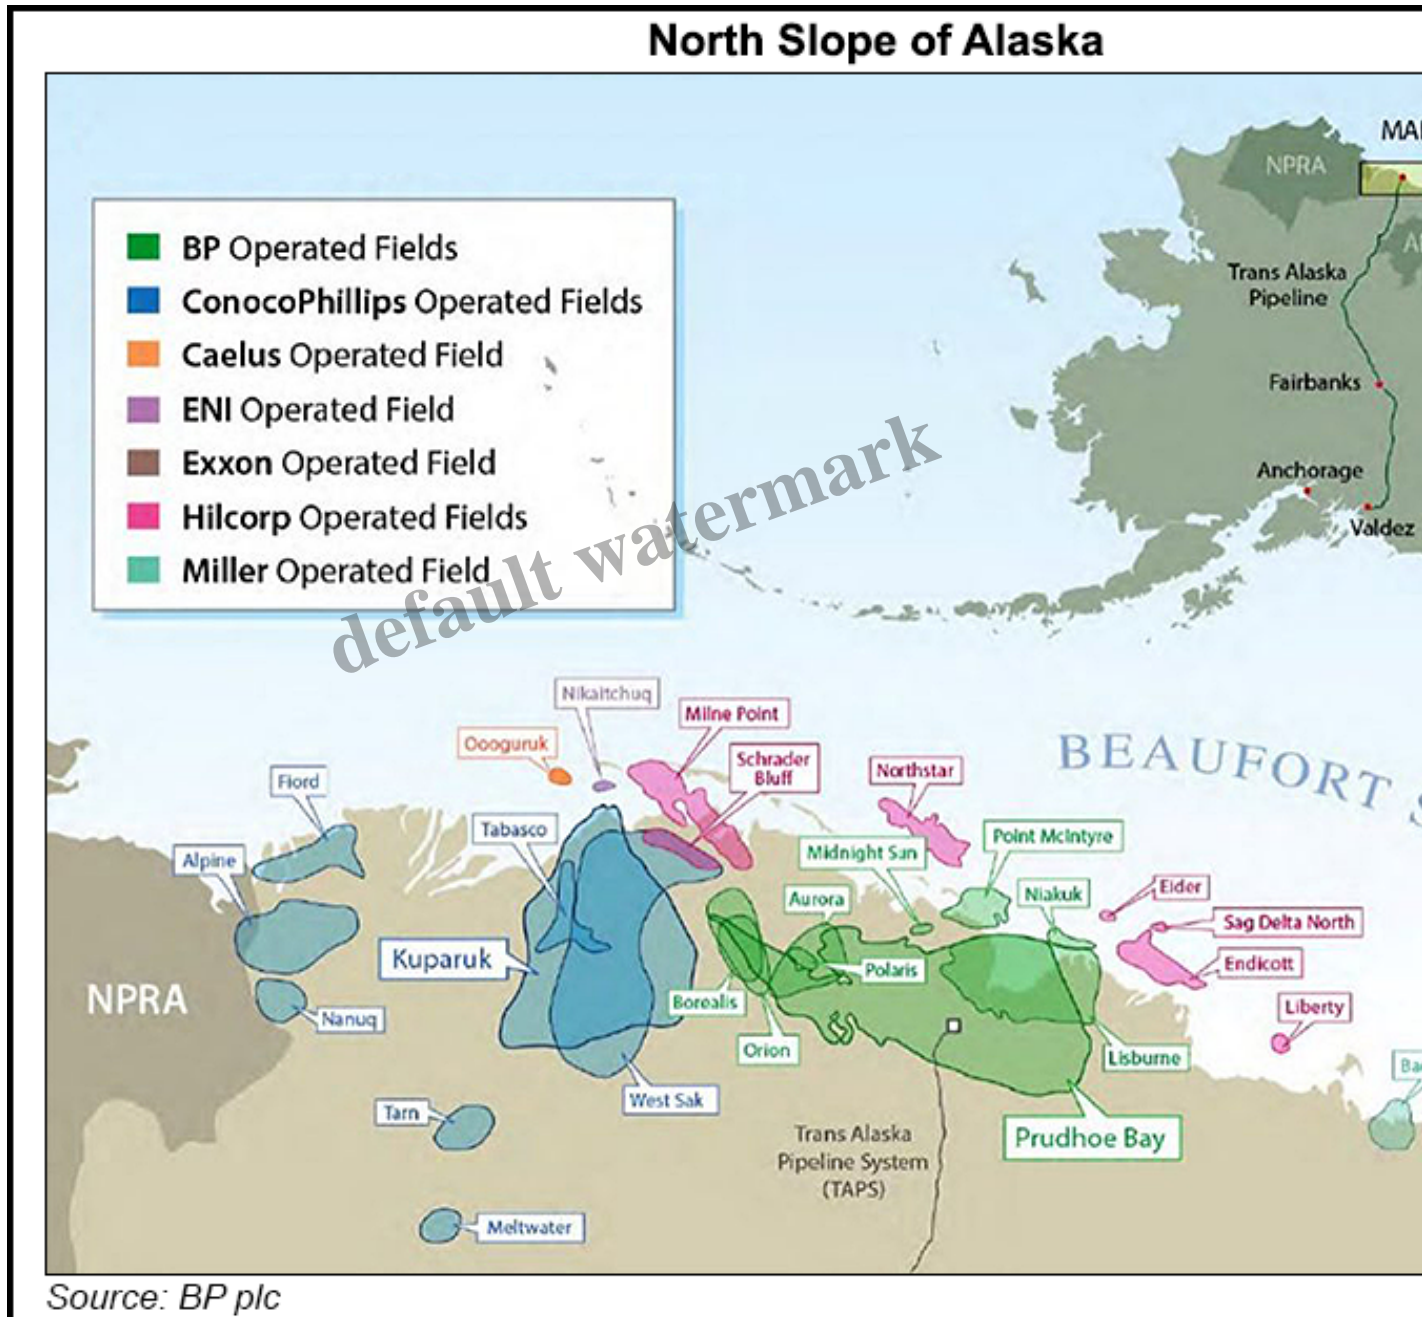 North Slope of Alaska
NPRA
Trans Alaska
Pipeline
Fairbanks
Anchorage
Valdez
BP Operated Fields
ConocoPhillips Operated Fields
Caelus Operated Field
ENI Operated Field
Exxon Operated Field
Hilcorp Operated Fields
Miller Operated Field
default watermark
Nikaitchuq
Milne Point
Oooguruk
Schrader
Bluff
Northstar
BEAUFORT
Fiord
Tabasco
Alpine
Midnight Sun
Point McIntyre
Aurora
Niakuk
Eider
Sag Delta North
Kuparuk
Polaris
Endicott
NPRA
Nanuq
Borealis
Orion
Liberty
Lisburne
West Sak
Tarn
Trans Alaska
Pipeline System
(TAPS)
Prudhoe Bay
Meltwater
Source: BP plc